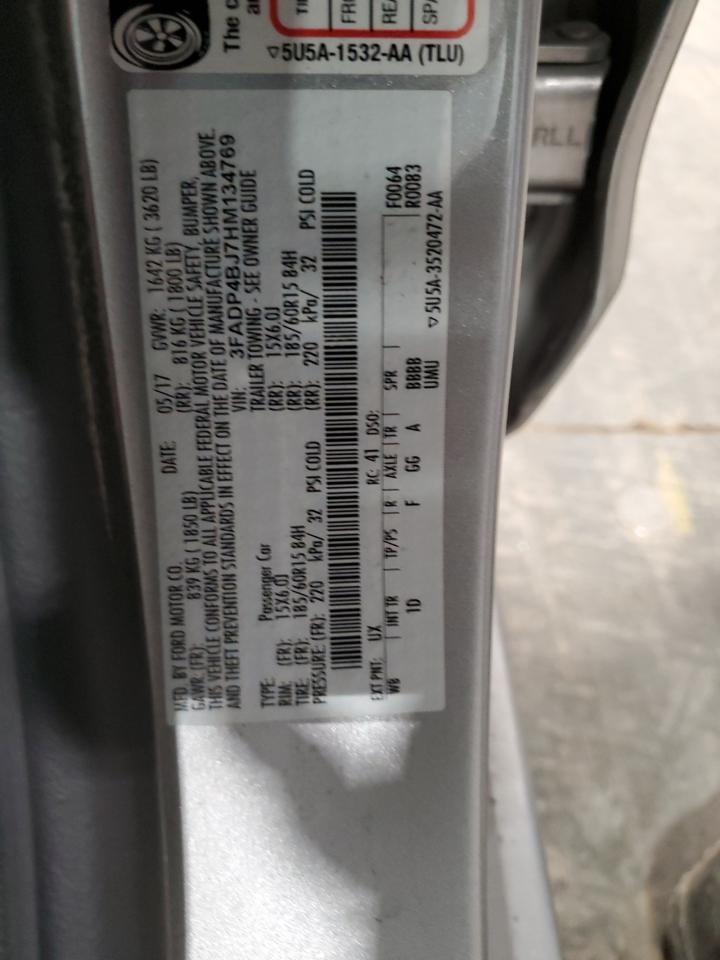 The c
an
TI
FR
REA
SPA
▽5U5A-1532-AA (TLU)
MFD. BY FORD MOTOR CO. DATE: 05/17 GVWR: 1642 KG ( 3620 LB)
GAWR: (FR): 839 KG ( 1850 LB) (RR): 816 KG ( 1800 LB)
THIS VEHICLE CONFORMS TO ALL APPLICABLE FEDERAL MOTOR VEHICLE SAFETY, BUMPER,
AND THEFT PREVENTION STANDARDS IN EFFECT ON THE DATE OF MANUFACTURE SHOWN ABOVE.
VIN: 3FADP4BJ7HM134769
TYPE: Passenger Car TRAILER TOWING - SEE OWNER GUIDE
RIM: (FR): 15X6.0J (RR): 15X6.0J
TIRE: (FR): 185/60R15 84H (RR): 185/60R15 84H
PRESSURE: (FR): 220 kPa/ 32 PSI COLD (RR): 220 kPa/ 32 PSI COLD
EXT PNT: UX RC: 41 DSO: F0064
WB INT TR TP/PS R AXLE TR SPR R0083
1D F GG A BBBB
UMU
▽5U5A-3520472-AA
RLL